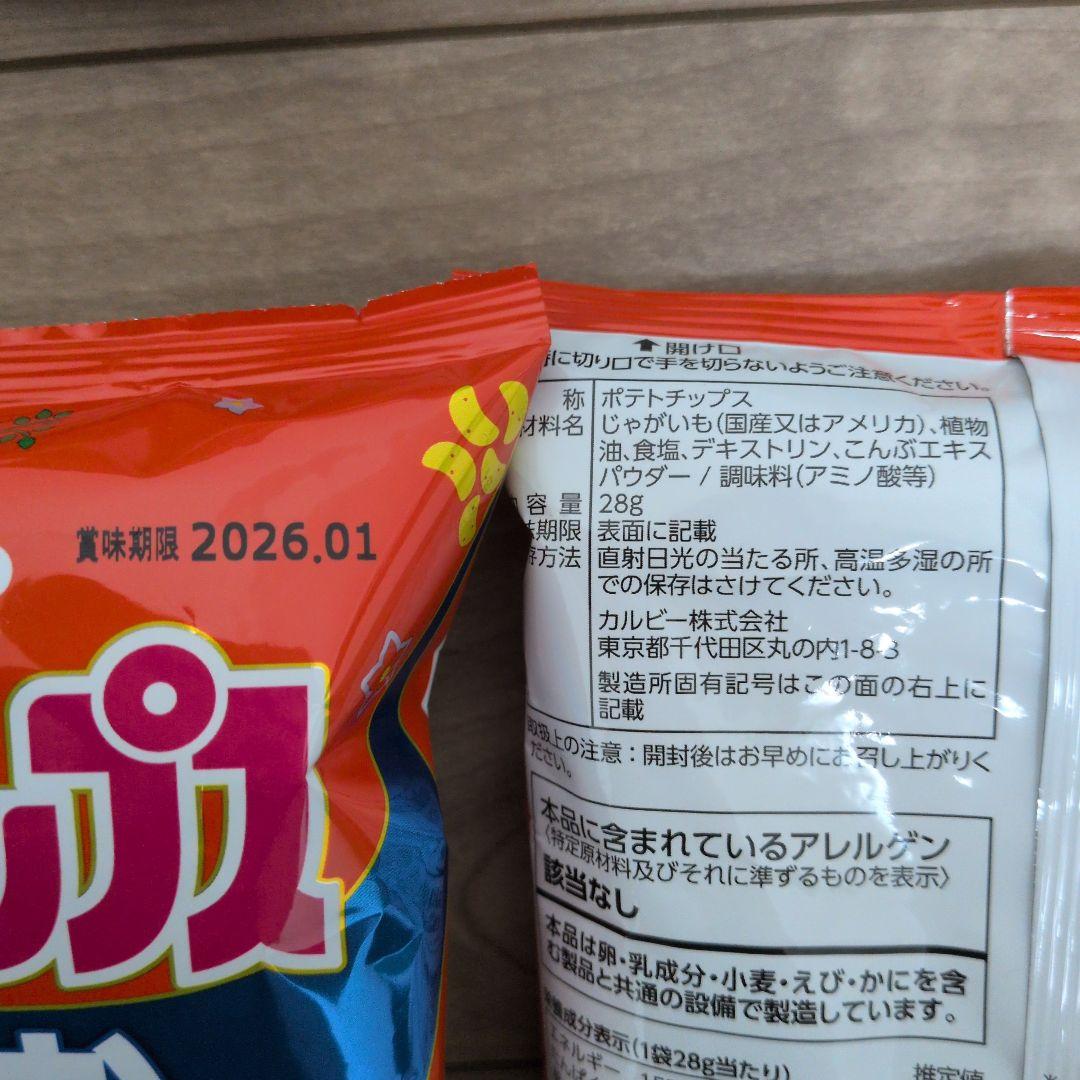 賞味期限 2026.01
ップス
開け口
に切り口で手を切らないようご注意ください。
称 ポテトチップス
材料名 じゃがいも(国産又はアメリカ)、植物
油、食塩、デキストリン、こんぶエキス
パウダー / 調味料(アミノ酸等)
容量 28g
期限 表面に記載
方法 直射日光の当たる所、高温多湿の所
での保存はさけてください。
カルビー株式会社
東京都千代田区丸の内1-8-3
製造所固有記号はこの面の右上に
記載
取扱上の注意:開封後はお早めにお召し上がりく
ださい。
本品に含まれているアレルゲン
〈特定原材料及びそれに準ずるものを表示〉
該当なし
本品は卵・乳成分・小麦・えび・かにを含
む製品と共通の設備で製造しています。
栄養成分表示(1袋28g当たり)
エネルギー
推定値